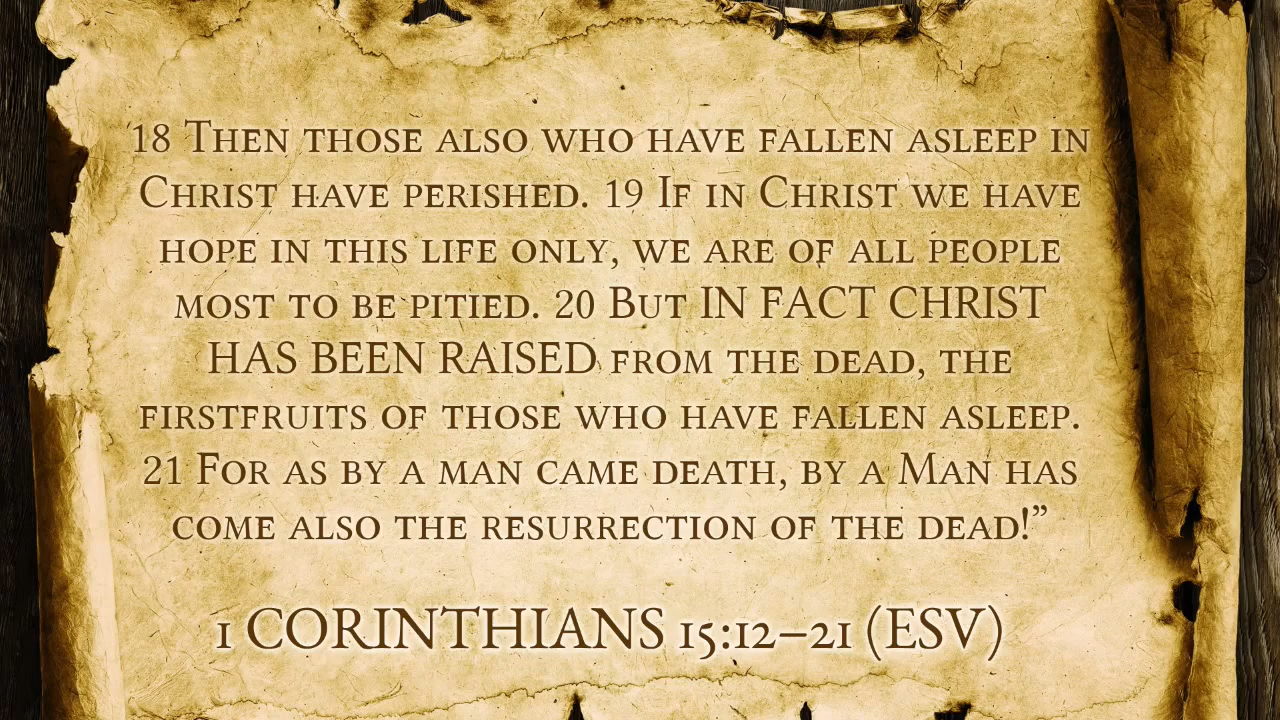 18 Then those also who have fallen asleep in
Christ have perished. 19 If in Christ we have
hope in this life only, we are of all people
most to be pitied. 20 But IN FACT CHRIST
HAS BEEN RAISED from the dead, the
firstfruits of those who have fallen asleep.
21 For as by a man came death, by a Man has
come also the resurrection of the dead!”
1 CORINTHIANS 15:12–21 (ESV)